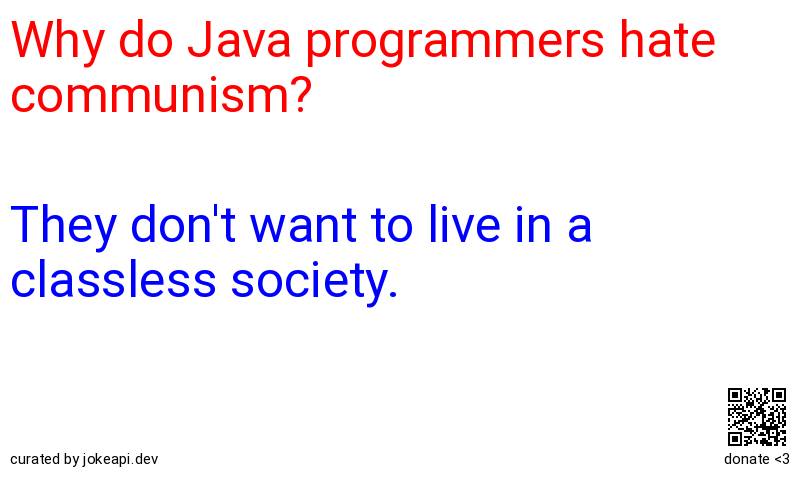 Why do Java programmers hate
communism?
They don't want to live in a
classless society.
curated by jokeapi.dev
donate <3